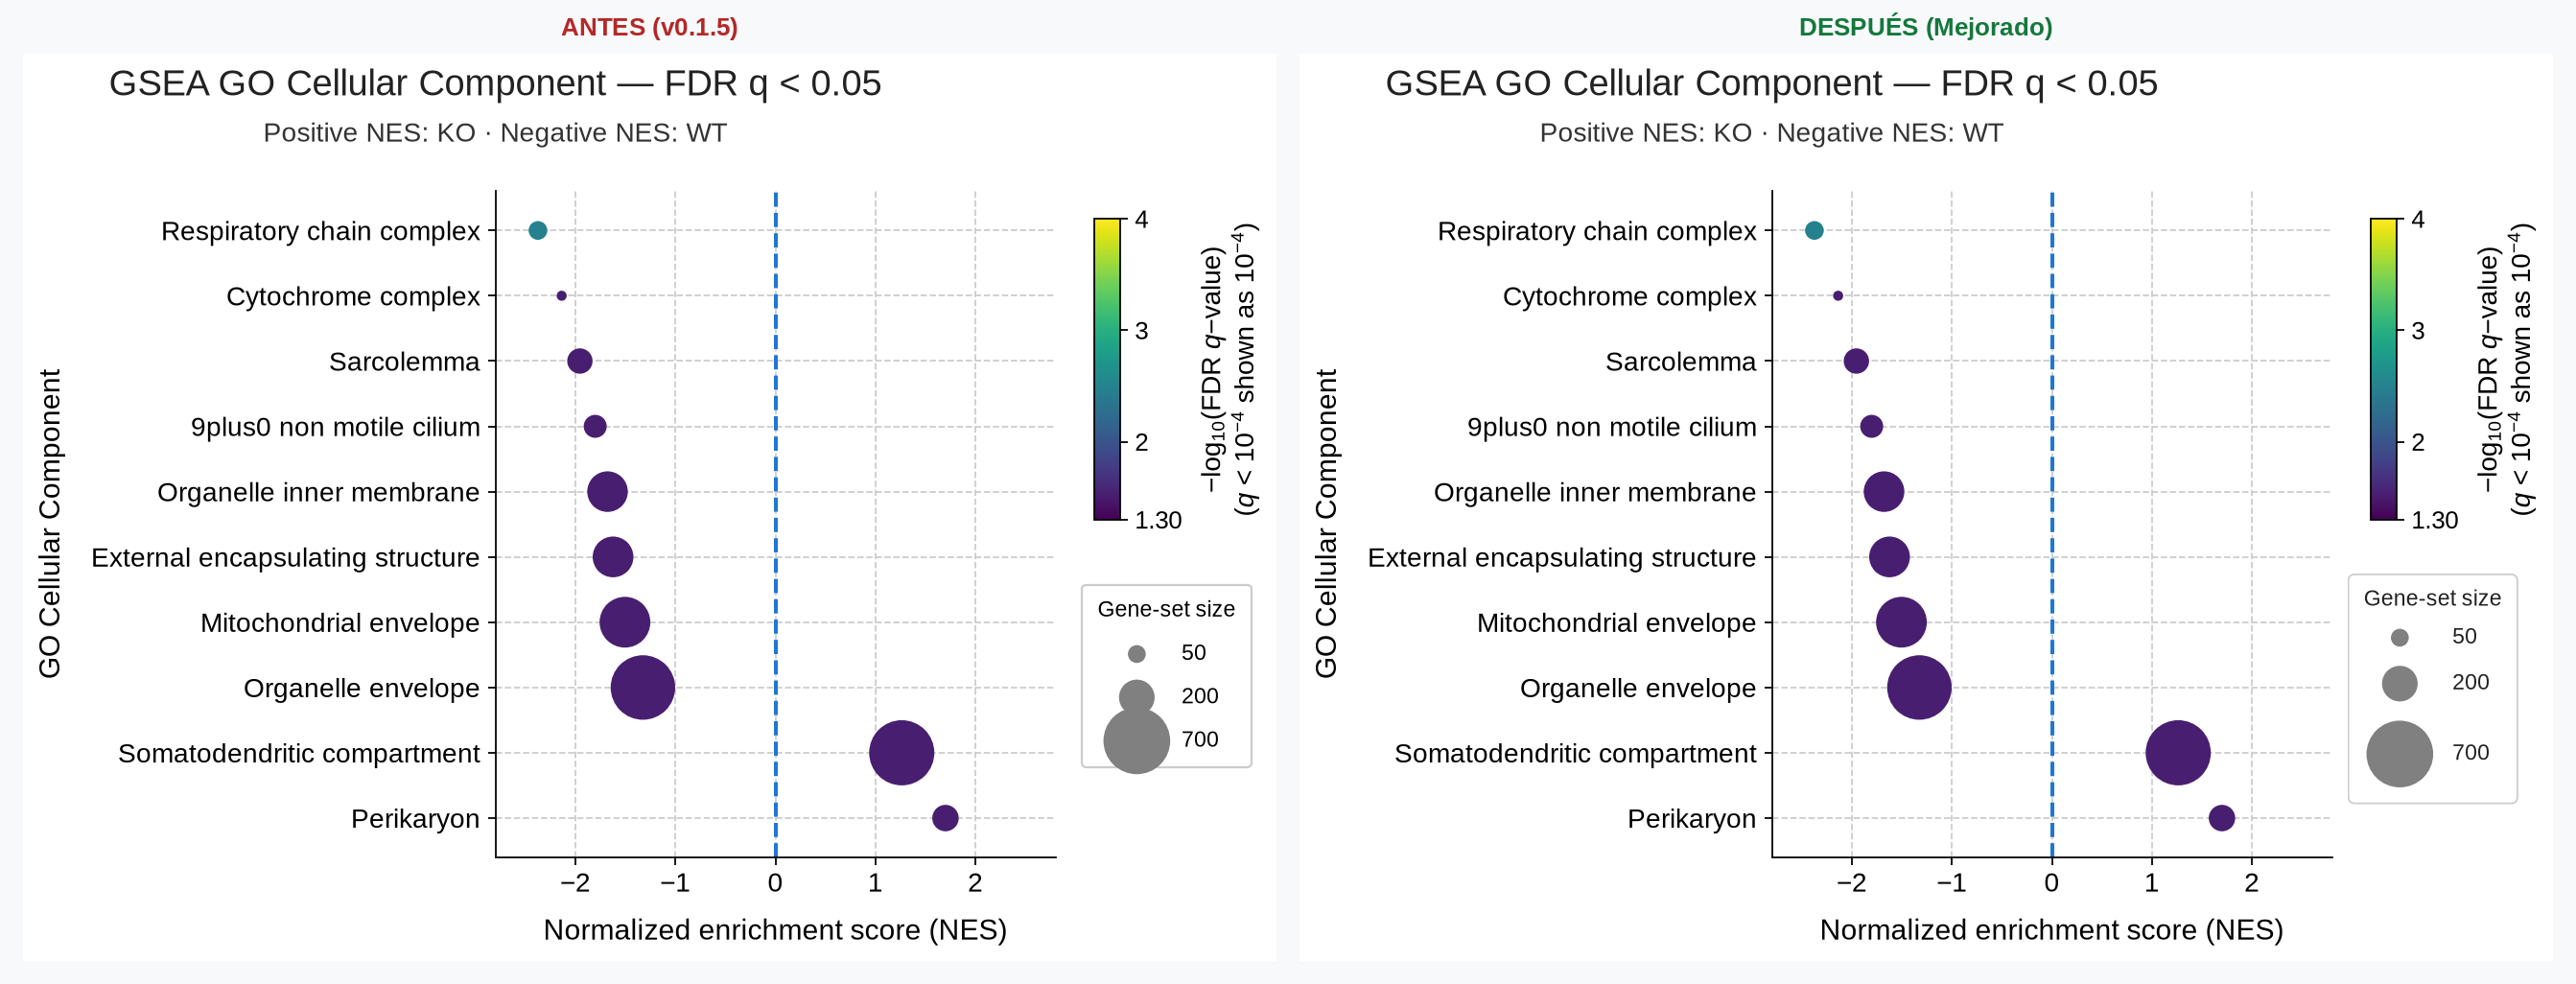 ANTES (v0.1.5)
GSEA GO Cellular Component — FDR q < 0.05
Positive NES: KO · Negative NES: WT
GO Cellular Component
Respiratory chain complex
Cytochrome complex
Sarcolemma
9plus0 non motile cilium
Organelle inner membrane
External encapsulating structure
Mitochondrial envelope
Organelle envelope
Somatodendritic compartment
Perikaryon
−2 −1 0 1 2
Normalized enrichment score (NES)
4
3
2
1.30
−log₁₀(FDR q−value)
(q < 10⁻⁴ shown as 10⁻⁴)
Gene-set size
50
200
700
DESPUÉS (Mejorado)
GSEA GO Cellular Component — FDR q < 0.05
Positive NES: KO · Negative NES: WT
GO Cellular Component
Respiratory chain complex
Cytochrome complex
Sarcolemma
9plus0 non motile cilium
Organelle inner membrane
External encapsulating structure
Mitochondrial envelope
Organelle envelope
Somatodendritic compartment
Perikaryon
−2 −1 0 1 2
Normalized enrichment score (NES)
4
3
2
1.30
−log₁₀(FDR q−value)
(q < 10⁻⁴ shown as 10⁻⁴)
Gene-set size
50
200
700